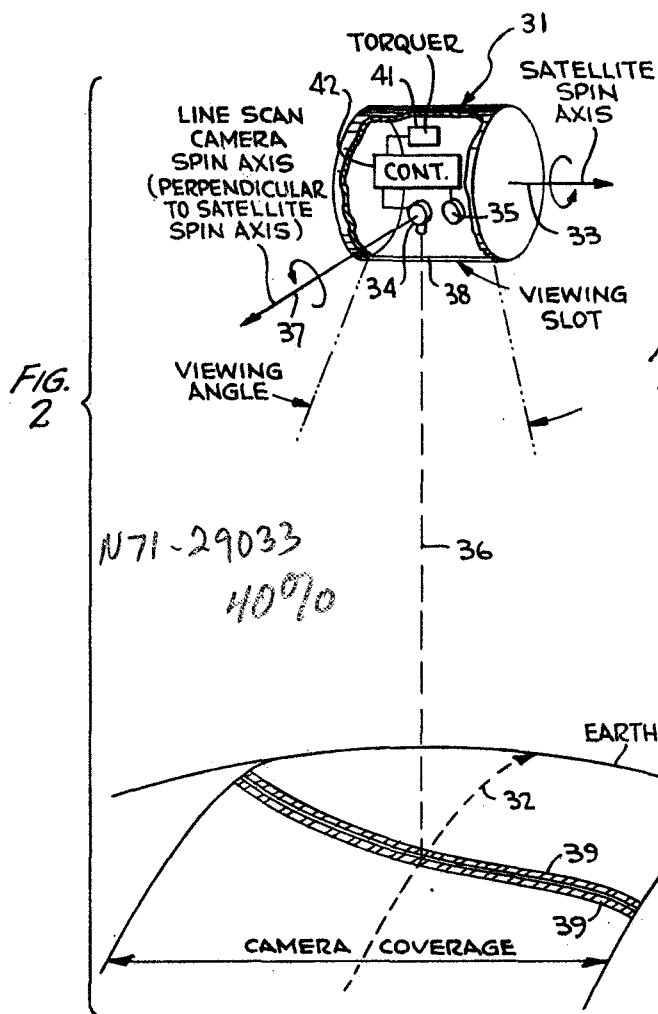 31
TORQUER
41
42
SATELLITE
SPIN
AXIS
LINE SCAN
CAMERA
SPIN AXIS
(PERPENDICULAR
TO SATELLITE
SPIN AXIS)
CONT.
35
33
34
38
37
VIEWING
SLOT
VIEWING
ANGLE
FIG.
2
36
N71-29033
40%
EARTH
32
39
39
CAMERA COVERAGE